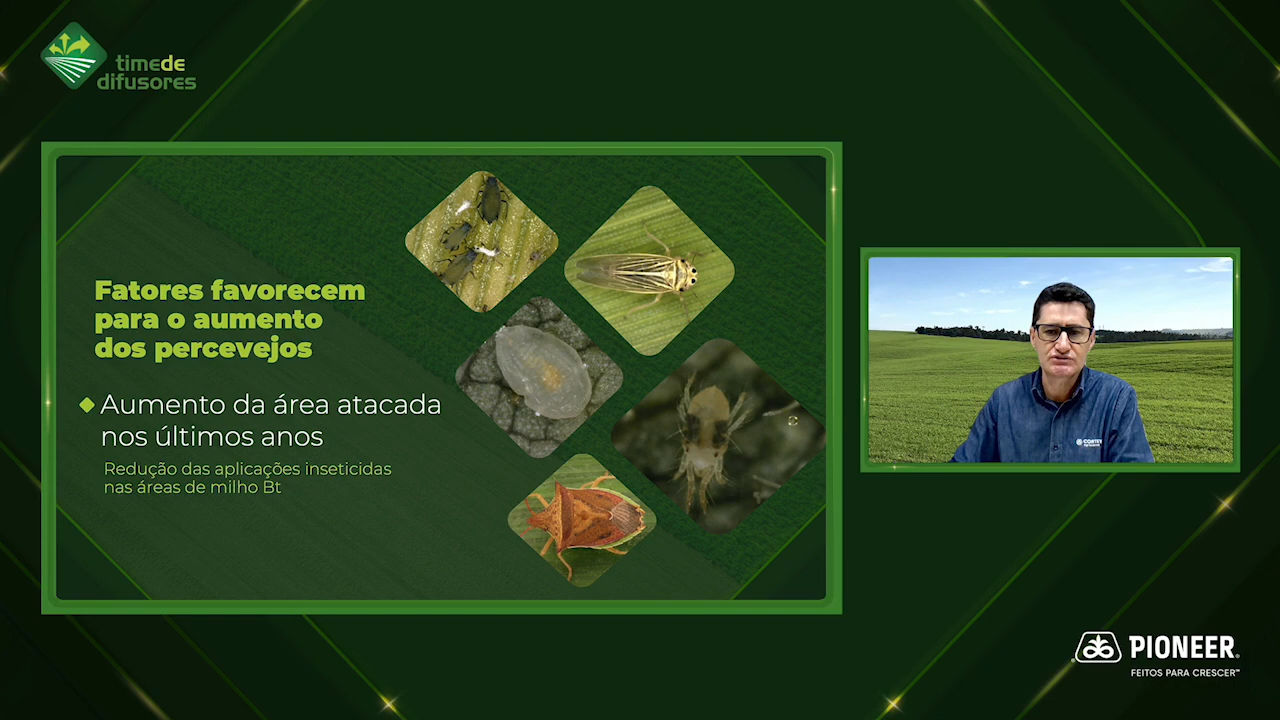 timede
difusores
Fatores favorecem
para o aumento
dos percevejos
Aumento da área atacada
nos últimos anos
Redução das aplicações inseticidas
nas áreas de milho Bt
PIONEER
FEITOS PARA CRESCER™